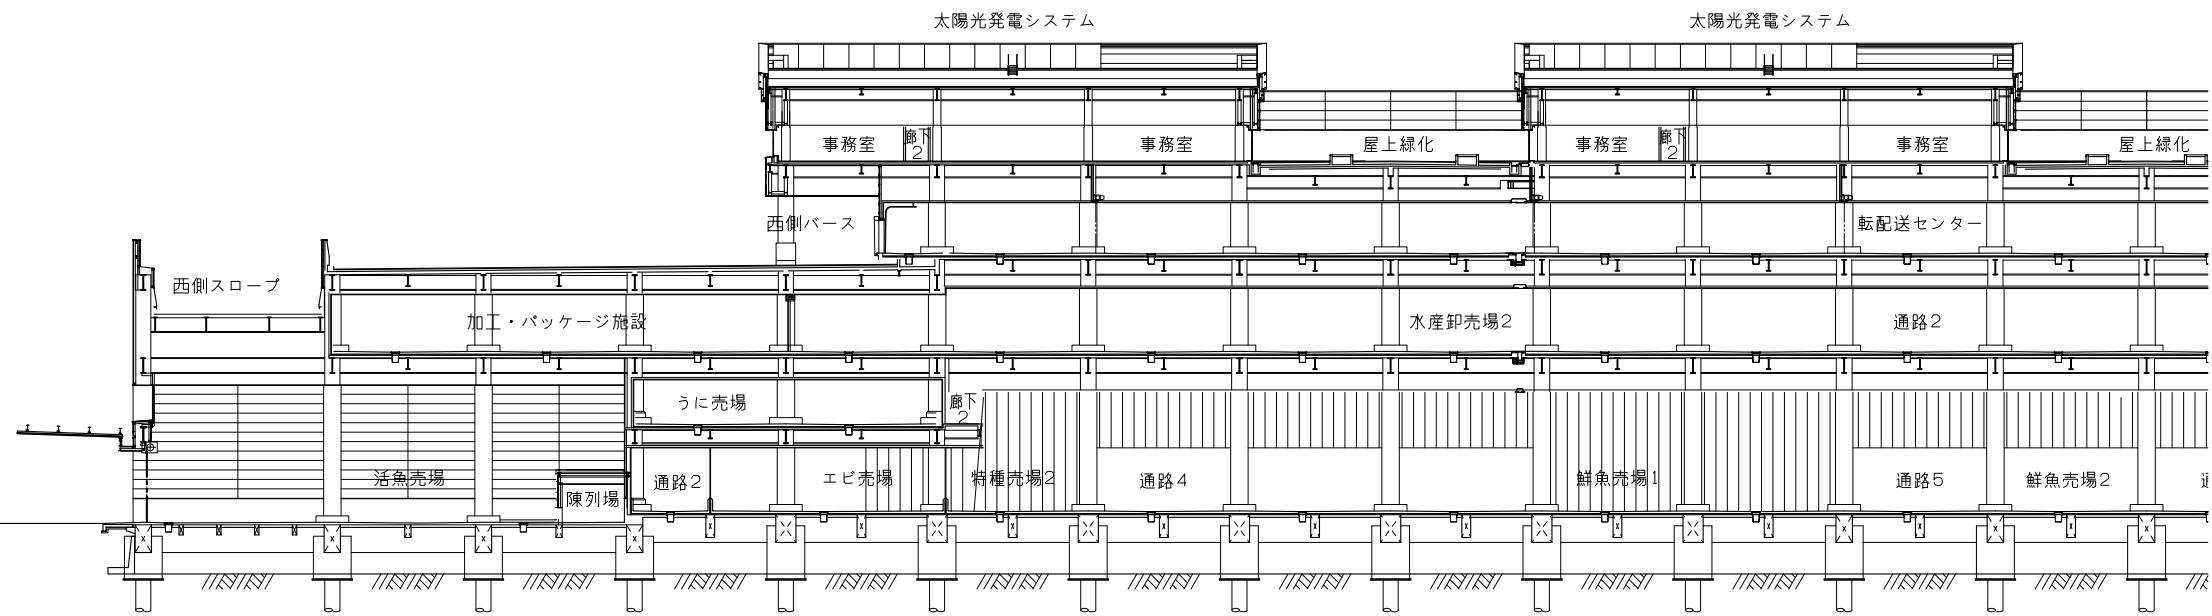 太陽光発電システム
太陽光発電システム
事務室
廊下
2
事務室
屋上緑化
事務室
廊下
2
事務室
屋上緑化
西側バース
転配送センター
西側スロープ
加工・パッケージ施設
水産卸売場2
通路2
うに売場
廊下
2
活魚売場
陳列場
通路2
エビ売場
特種売場2
通路4
鮮魚売場1
通路5
鮮魚売場2